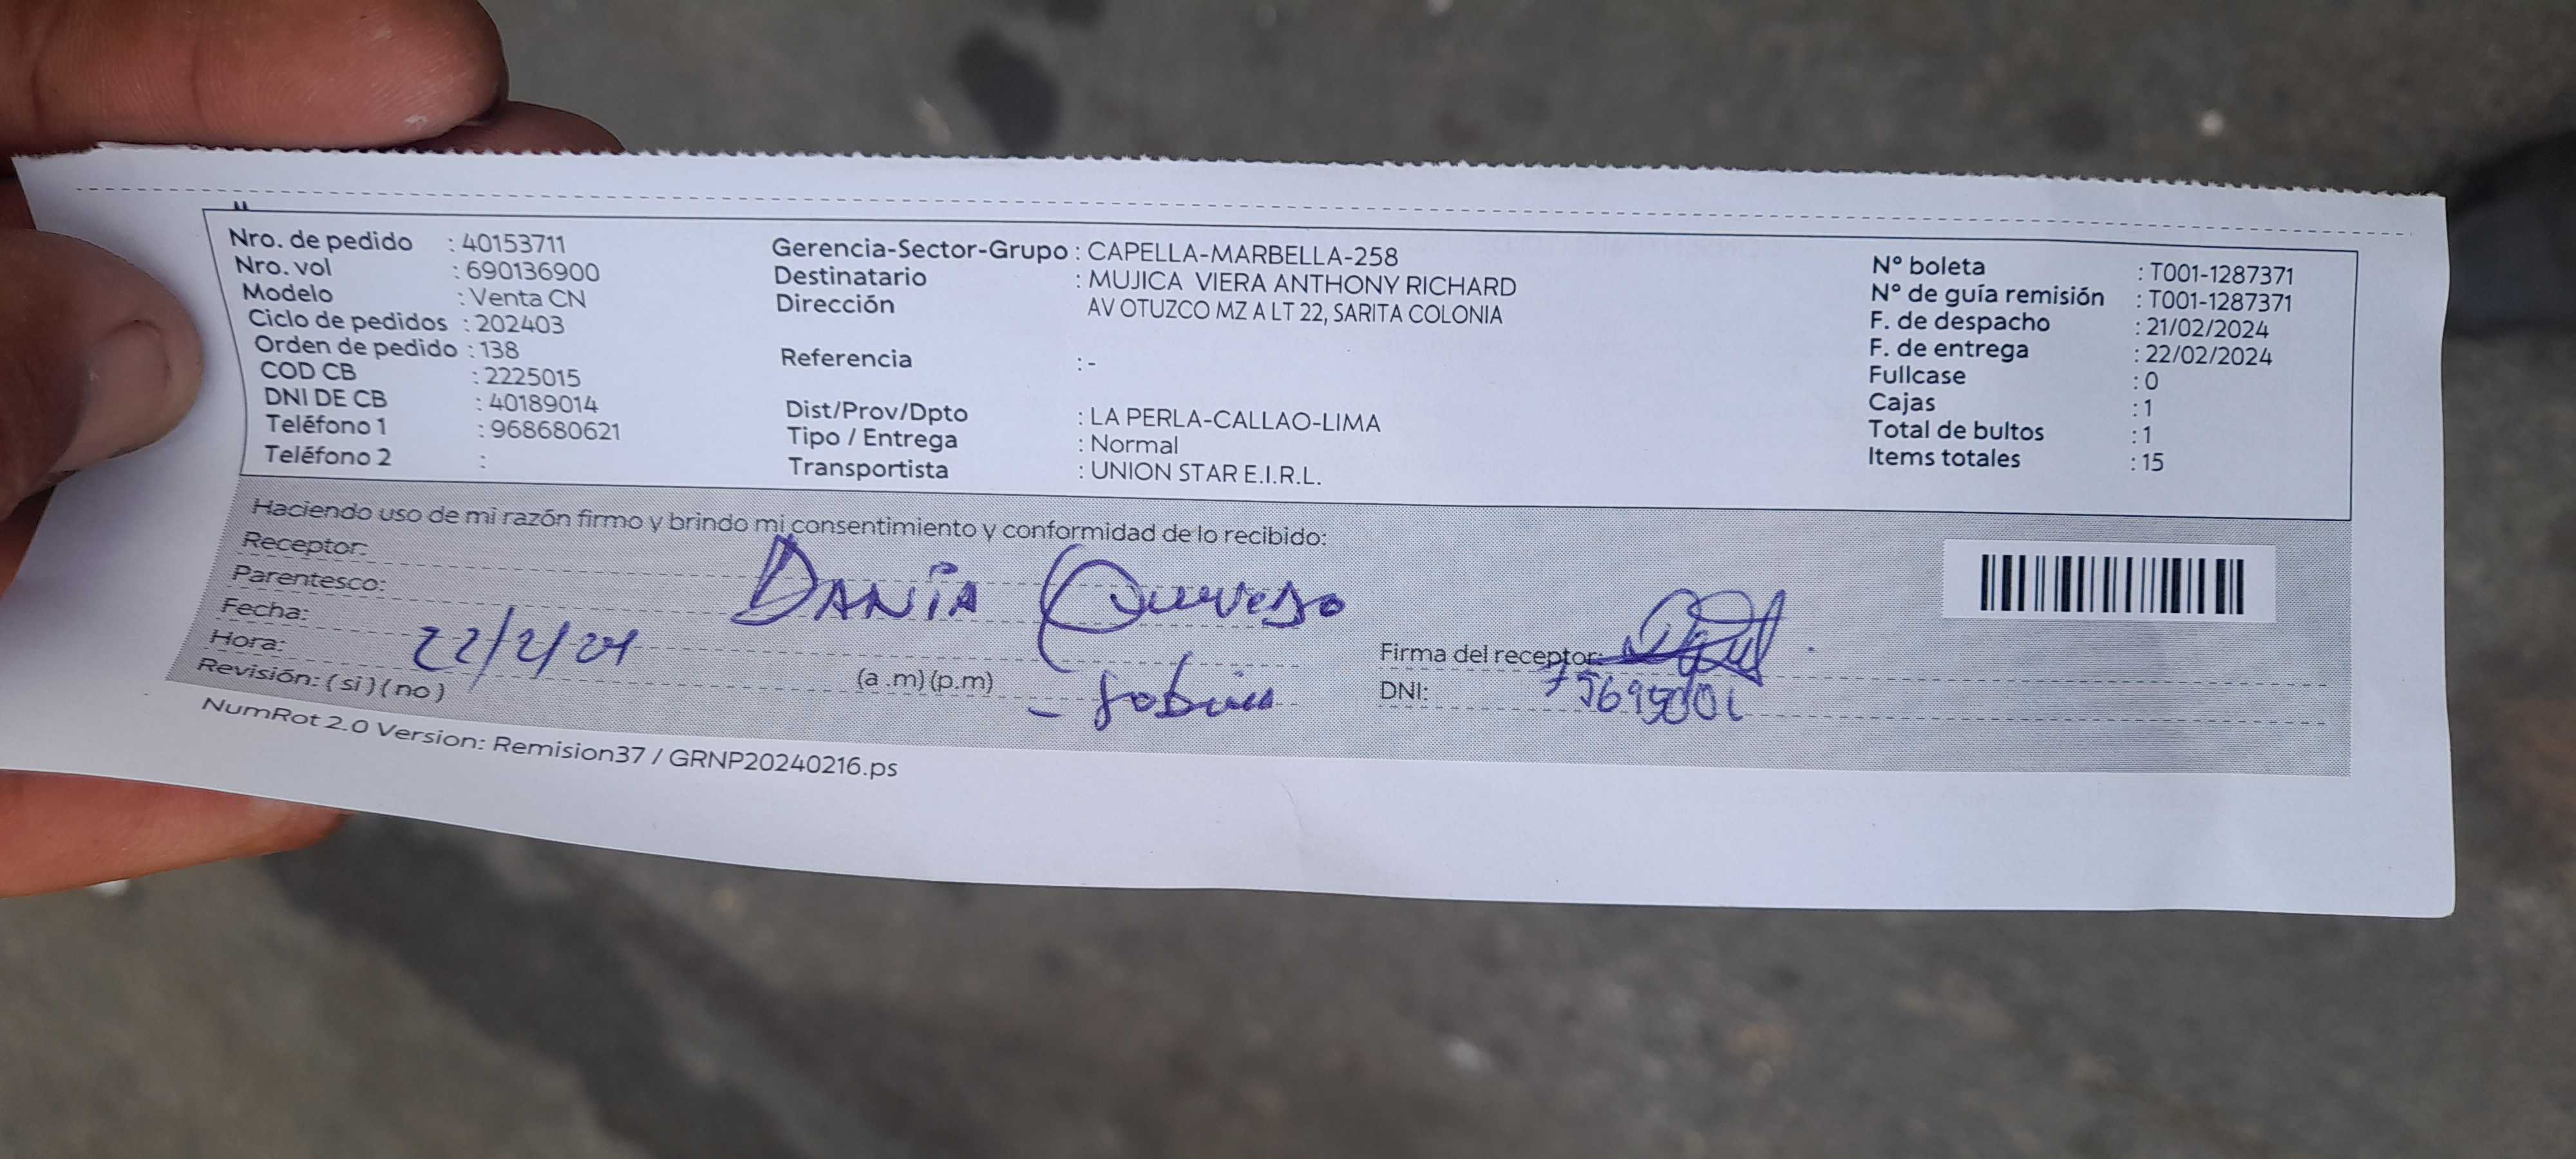 Nro. de pedido : 40153711
Nro. vol : 690136900
Modelo : Venta CN
Ciclo de pedidos : 202403
Orden de pedido : 138
COD CB : 2225015
DNI DE CB : 40189014
Teléfono 1 : 968680621
Teléfono 2 :
Gerencia-Sector-Grupo : CAPELLA-MARBELLA-258
Destinatario : MUJICA VIERA ANTHONY RICHARD
Dirección AV OTUZCO MZ A LT 22, SARITA COLONIA
Referencia : -
Dist/Prov/Dpto : LA PERLA-CALLAO-LIMA
Tipo / Entrega : Normal
Transportista : UNION STAR E.I.R.L.
N° boleta : T001-1287371
N° de guía remisión : T001-1287371
F. de despacho : 21/02/2024
F. de entrega : 22/02/2024
Fullcase : 0
Cajas : 1
Total de bultos : 1
Items totales : 15
Haciendo uso de mi razón firmo y brindo mi consentimiento y conformidad de lo recibido:
Receptor: DANiA
Parentesco:
Fecha: 22/2/24
Hora: (a .m) (p.m)
Revisión: ( si ) ( no )
Firma del receptor:
DNI:
NumRot 2.0 Version: Remision37 / GRNP20240216.ps